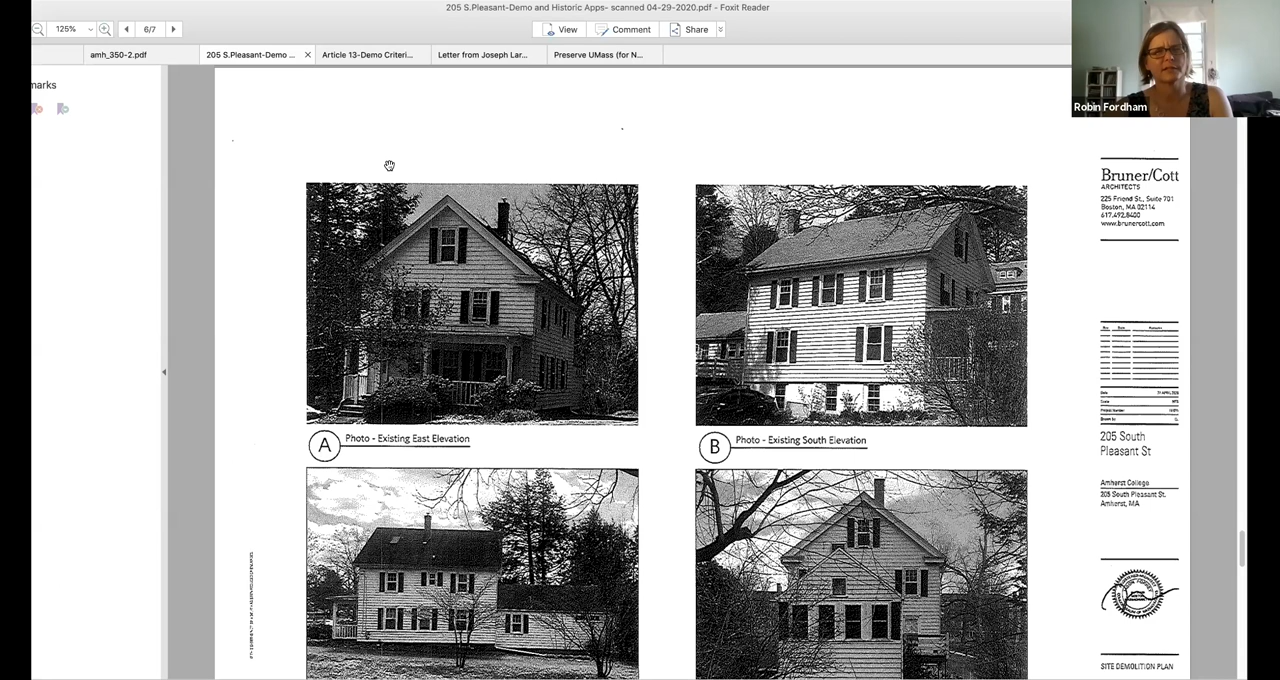 205 S.Pleasant-Demo and Historic Apps- scanned 04-29-2020.pdf - Foxit Reader
125%
6/7
View
Comment
Share
amh_350-2.pdf
205 S.Pleasant-Demo ...
Article 13-Demo Criteri...
Letter from Joseph Lar...
Preserve UMass (for N...
marks
Robin Fordham
Bruner/Cott
ARCHITECTS
225 Friend St., Suite 701
Boston, MA 02114
617.492.8400
www.brunercott.com
A
Photo - Existing East Elevation
B
Photo - Existing South Elevation
205 South
Pleasant St
Amherst College
205 South Pleasant St.
Amherst, MA
SITE DEMOLITION PLAN